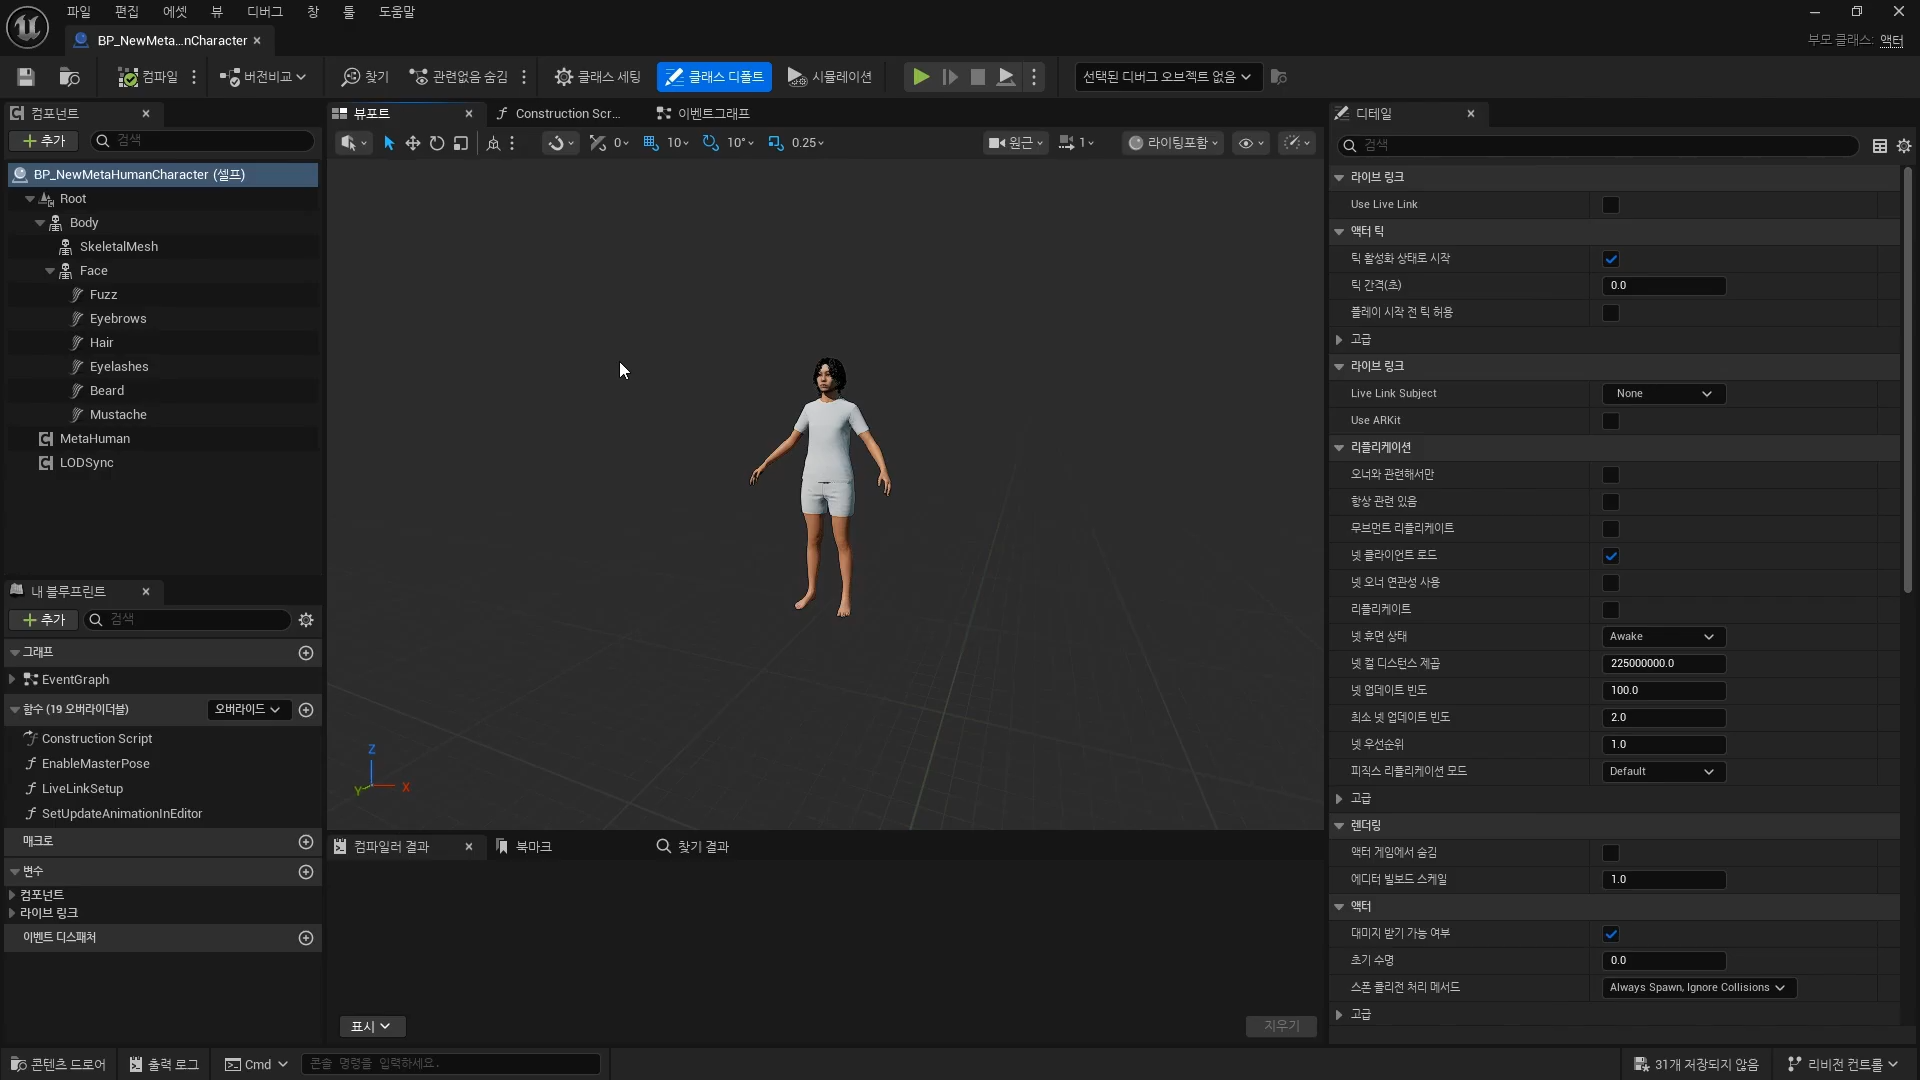 파일 편집 에셋 뷰 디버그 창 툴 도움말
BP_NewMeta...nCharacter
부모 클래스: 액터
컴파일 버전비교 찾기 관련없음 숨김 클래스 세팅 클래스 디폴트 시뮬레이션 선택된 디버그 오브젝트 없음
컴포넌트
추가 검색
BP_NewMetaHumanCharacter (셀프)
Root
Body
SkeletalMesh
Face
Fuzz
Eyebrows
Hair
Eyelashes
Beard
Mustache
MetaHuman
LODSync
내 블루프린트
추가 검색
그래프
EventGraph
함수 (19 오버라이더블) 오버라이드
Construction Script
EnableMasterPose
LiveLinkSetup
SetUpdateAnimationInEditor
매크로
변수
컴포넌트
라이브 링크
이벤트 디스패처
뷰포트 Construction Scr... 이벤트그래프
0 10 10° 0.25 원근 1 라이팅포함
Z
X
Y
컴파일러 결과 북마크 찾기 결과
표시 지우기
디테일
검색
라이브 링크
Use Live Link
액터 틱
틱 활성화 상태로 시작
틱 간격(초) 0.0
플레이 시작 전 틱 허용
고급
라이브 링크
Live Link Subject None
Use ARKit
리플리케이션
오너와 관련해서만
항상 관련 있음
무브먼트 리플리케이트
넷 클라이언트 로드
넷 오너 연관성 사용
리플리케이트
넷 휴면 상태 Awake
넷 컬 디스턴스 제곱 225000000.0
넷 업데이트 빈도 100.0
최소 넷 업데이트 빈도 2.0
넷 우선순위 1.0
피직스 리플리케이션 모드 Default
고급
렌더링
액터 게임에서 숨김
에디터 빌보드 스케일 1.0
액터
대미지 받기 가능 여부
초기 수명 0.0
스폰 콜리전 처리 메서드 Always Spawn, Ignore Collisions
고급
콘텐츠 드로어 출력 로그 Cmd 콘솔 명령을 입력하세요. 31개 저장되지 않음 리비전 컨트롤